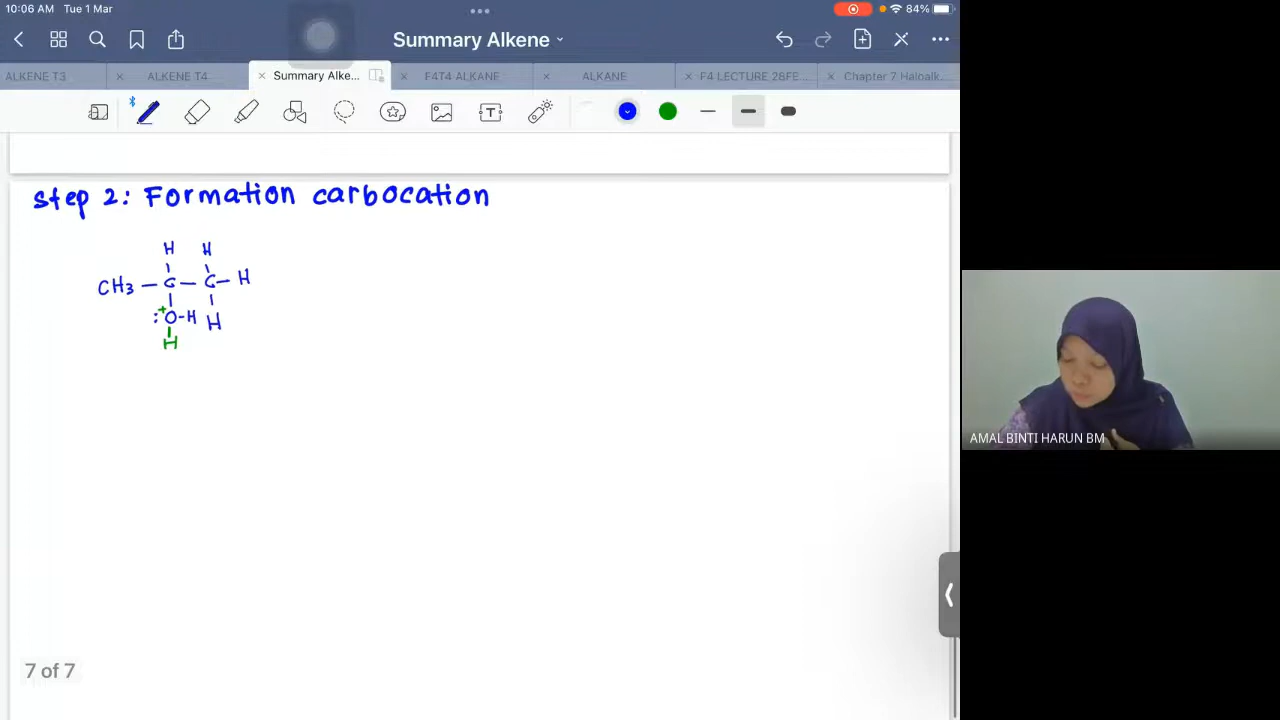 10:06 AM Tue 1 Mar
84%
Summary Alkene
ALKENE T3
ALKENE T4
Summary Alke...
F4T4 ALKANE
ALKANE
F4 LECTURE 28FE...
Chapter 7 Haloalk...
T
step 2: Formation carbocation
H H
CH3 — C — C — H
:O+-H H
H
AMAL BINTI HARUN BM
7 of 7